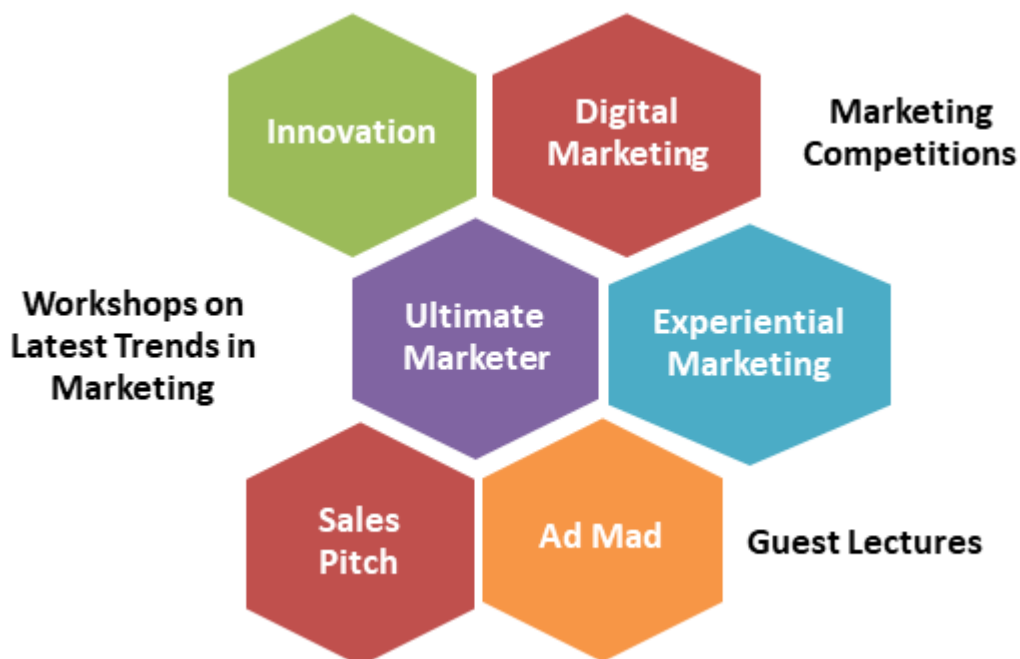 Innovation
Digital
Marketing
Marketing
Competitions
Workshops on
Latest Trends in
Marketing
Ultimate
Marketer
Experiential
Marketing
Sales
Pitch
Ad Mad
Guest Lectures